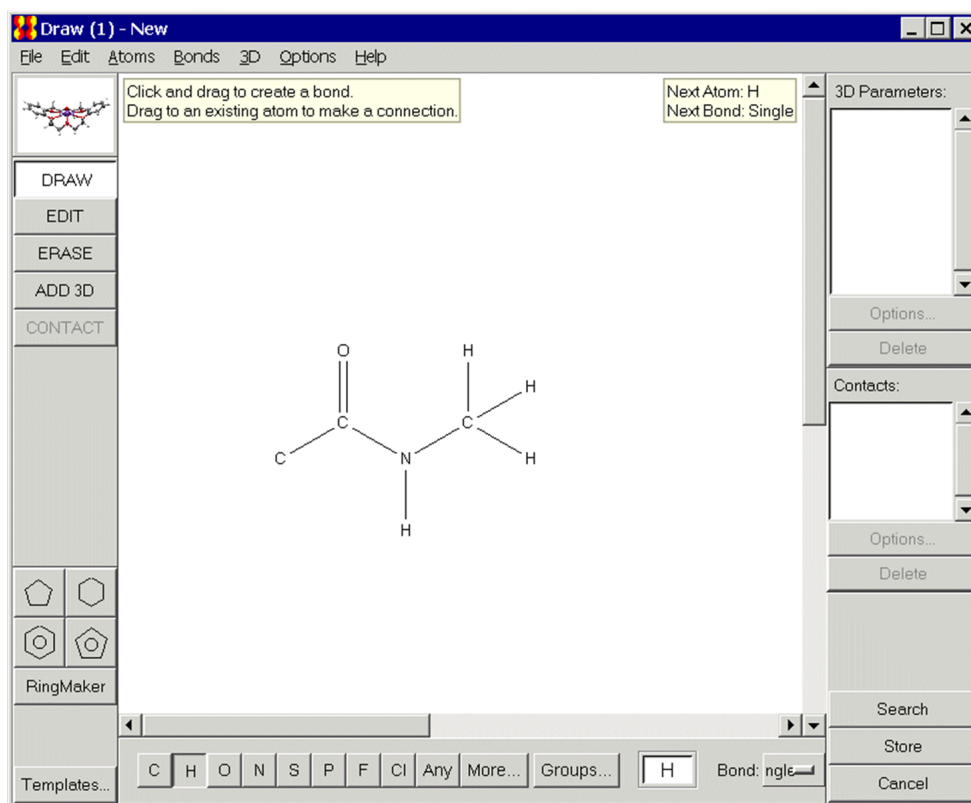 Draw (1) - New
File Edit Atoms Bonds 3D Options Help
Click and drag to create a bond.
Drag to an existing atom to make a connection.
Next Atom: H
Next Bond: Single
3D Parameters:
DRAW
EDIT
ERASE
ADD 3D
CONTACT
Options...
Delete
Contacts:
O H
H
C C
C N H
H
Options...
Delete
RingMaker
Search
Store
Templates...
C H O N S P F Cl Any More... Groups... H Bond: ngle
Cancel